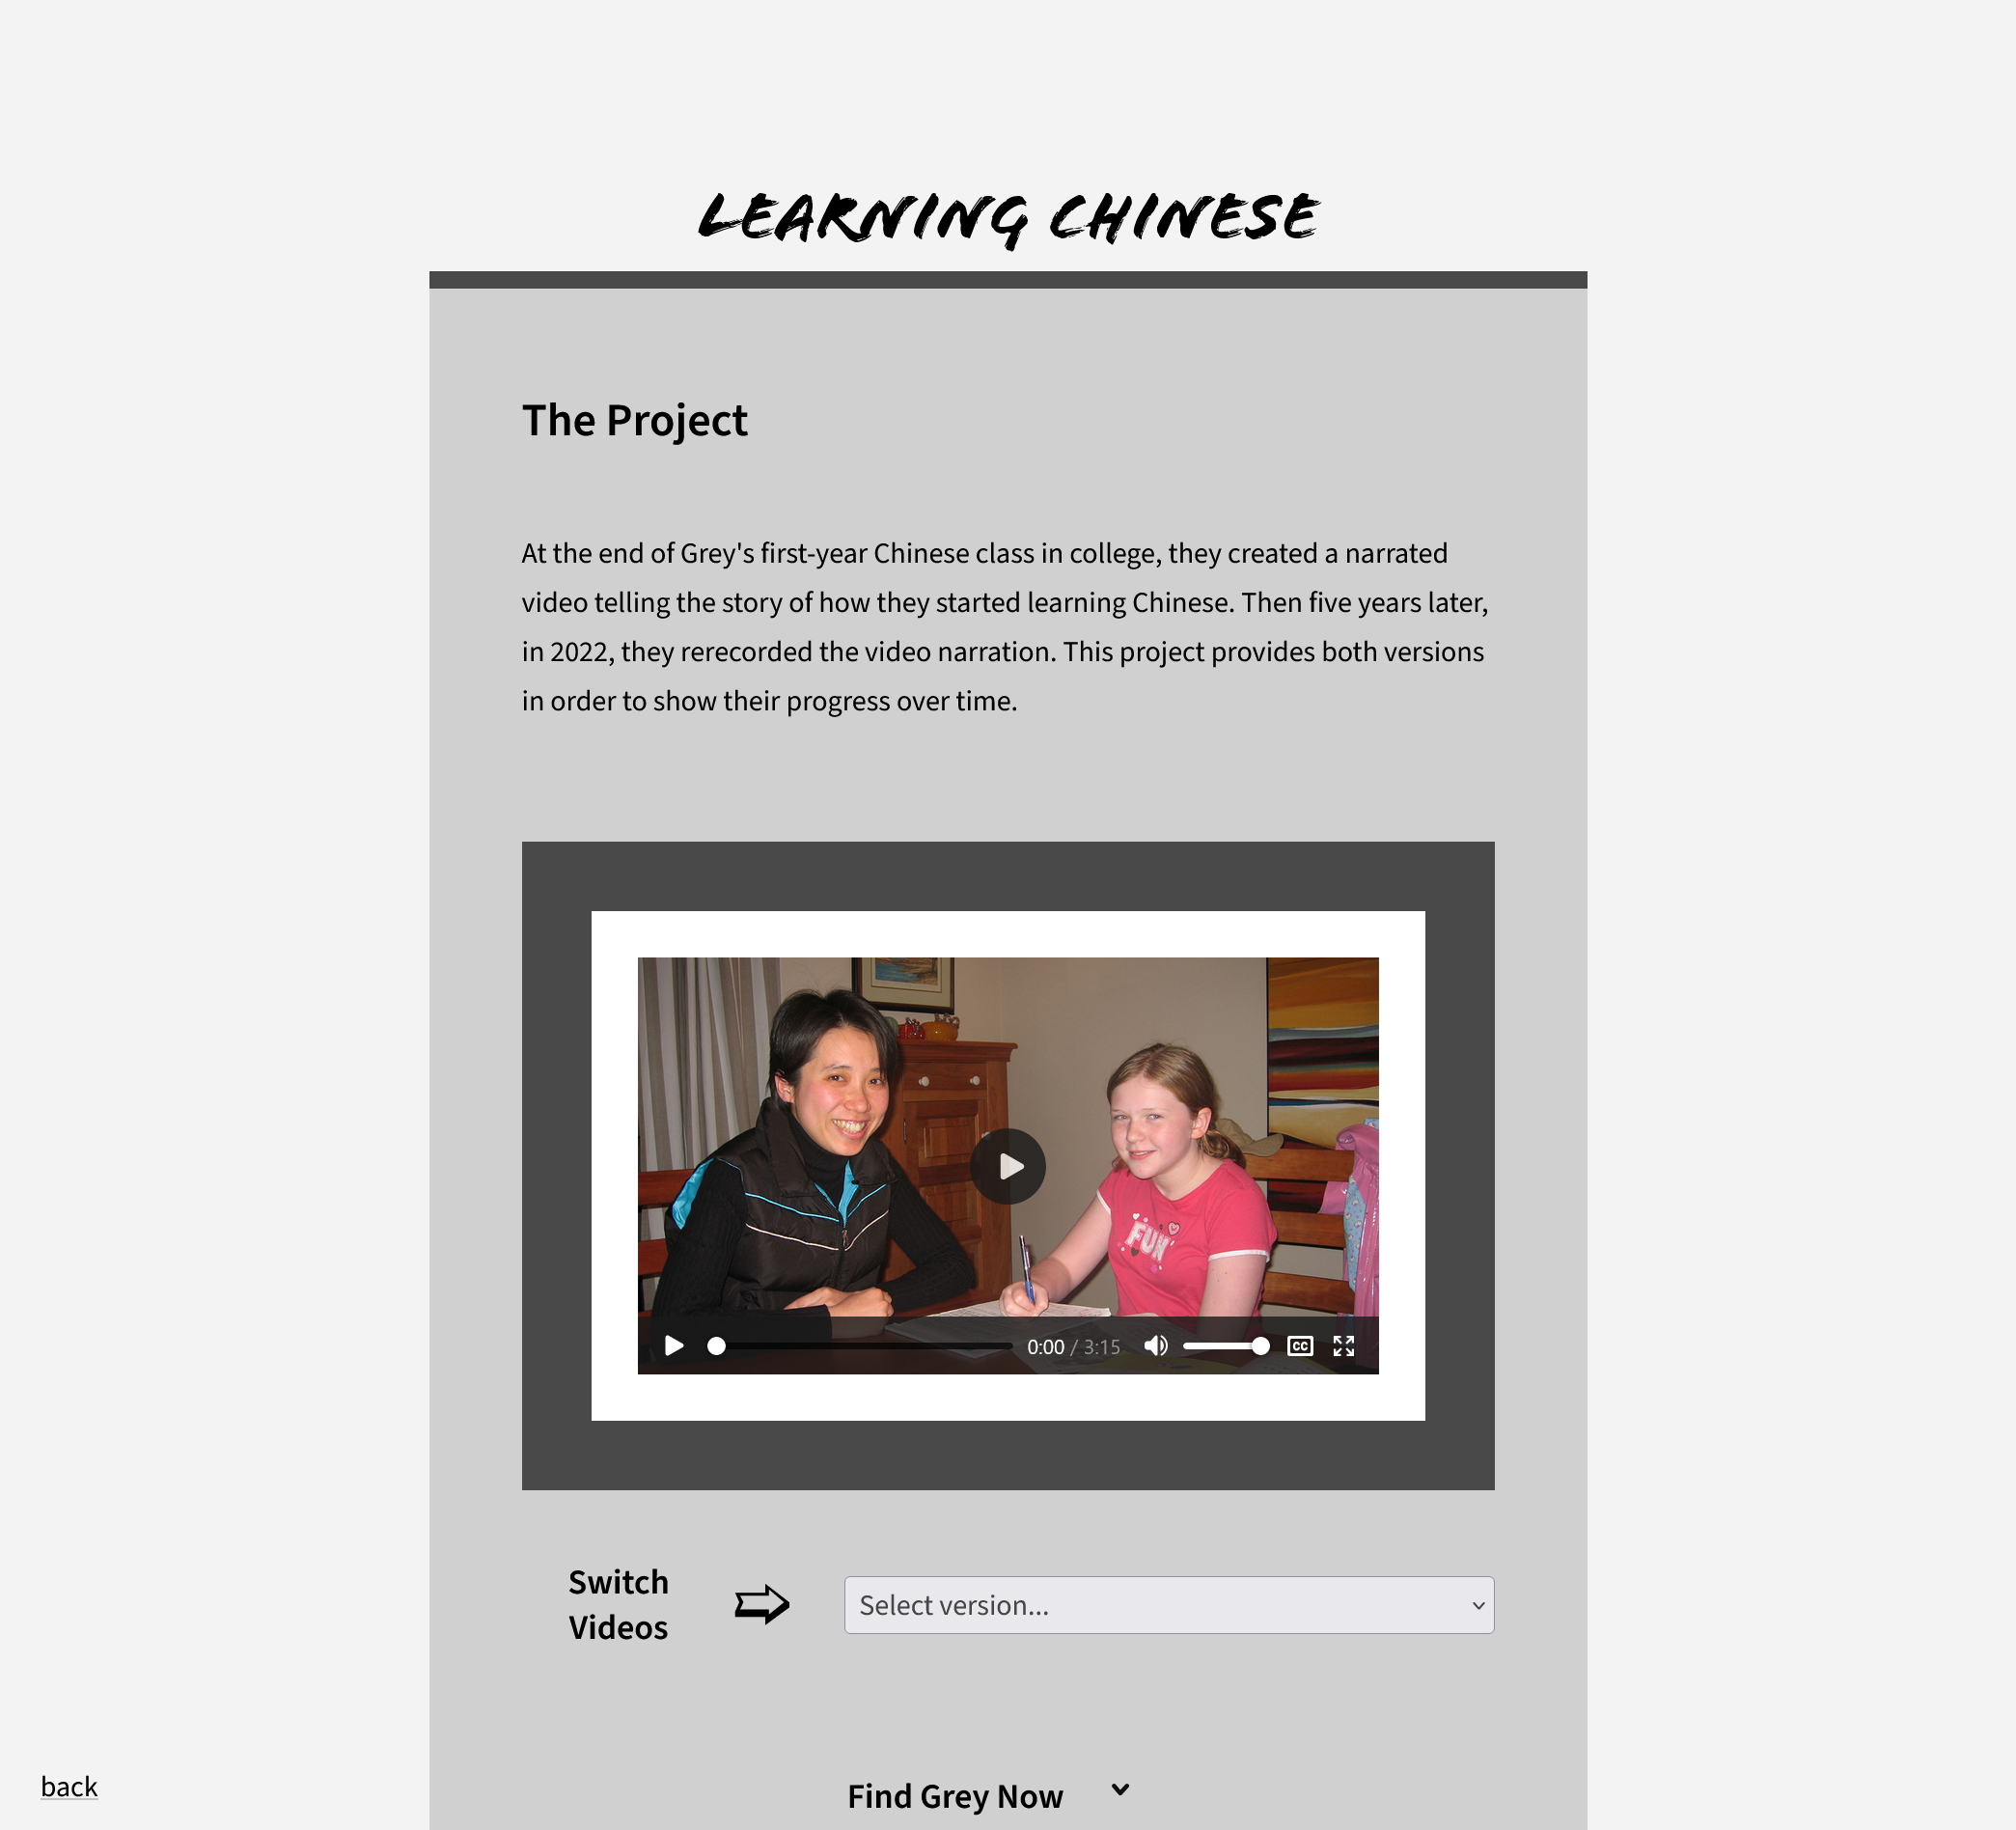 LEARNING CHINESE
The Project
At the end of Grey's first-year Chinese class in college, they created a narrated
video telling the story of how they started learning Chinese. Then five years later,
in 2022, they rerecorded the video narration. This project provides both versions
in order to show their progress over time.
FUN
0:00 / 3:15
CC
Switch
Videos
Select version...
Find Grey Now
back